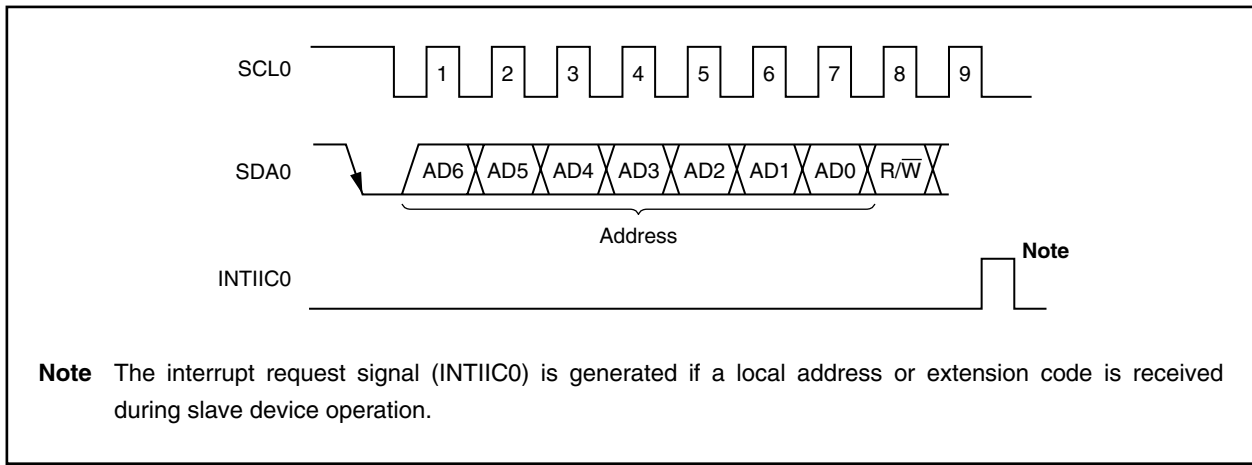 SCL0 1 2 3 4 5 6 7 8 9
SDA0 AD6 AD5 AD4 AD3 AD2 AD1 AD0 R/W̅
Address
Note
INTIIC0
Note The interrupt request signal (INTIIC0) is generated if a local address or extension code is received
during slave device operation.